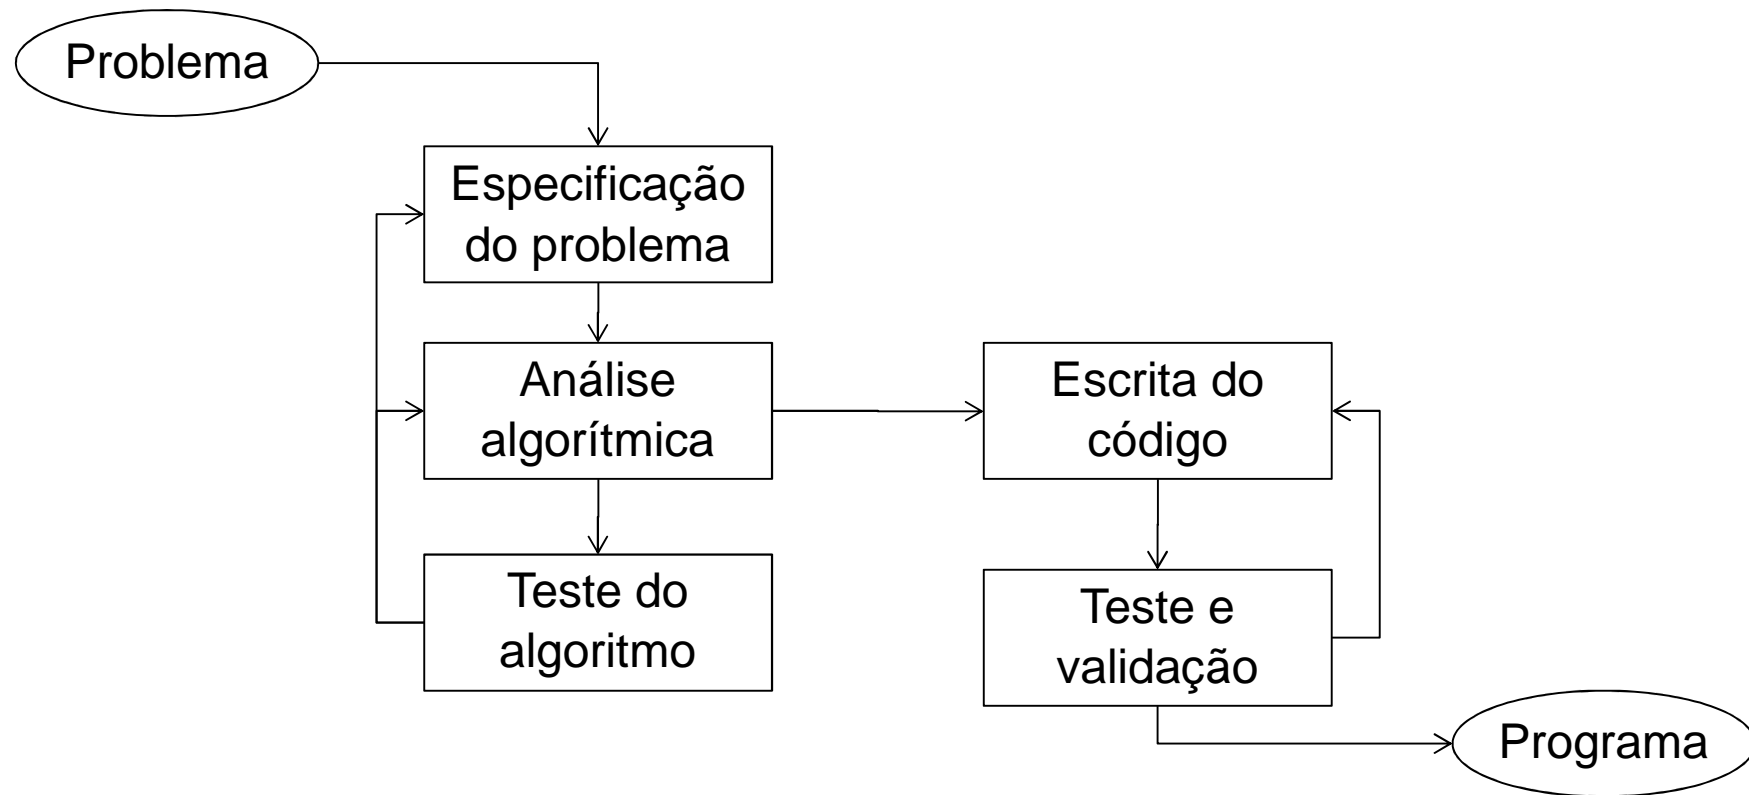 Problema
Especificação
do problema
Análise
algorítmica
Teste do
algoritmo
Escrita do
código
Teste e
validação
Programa